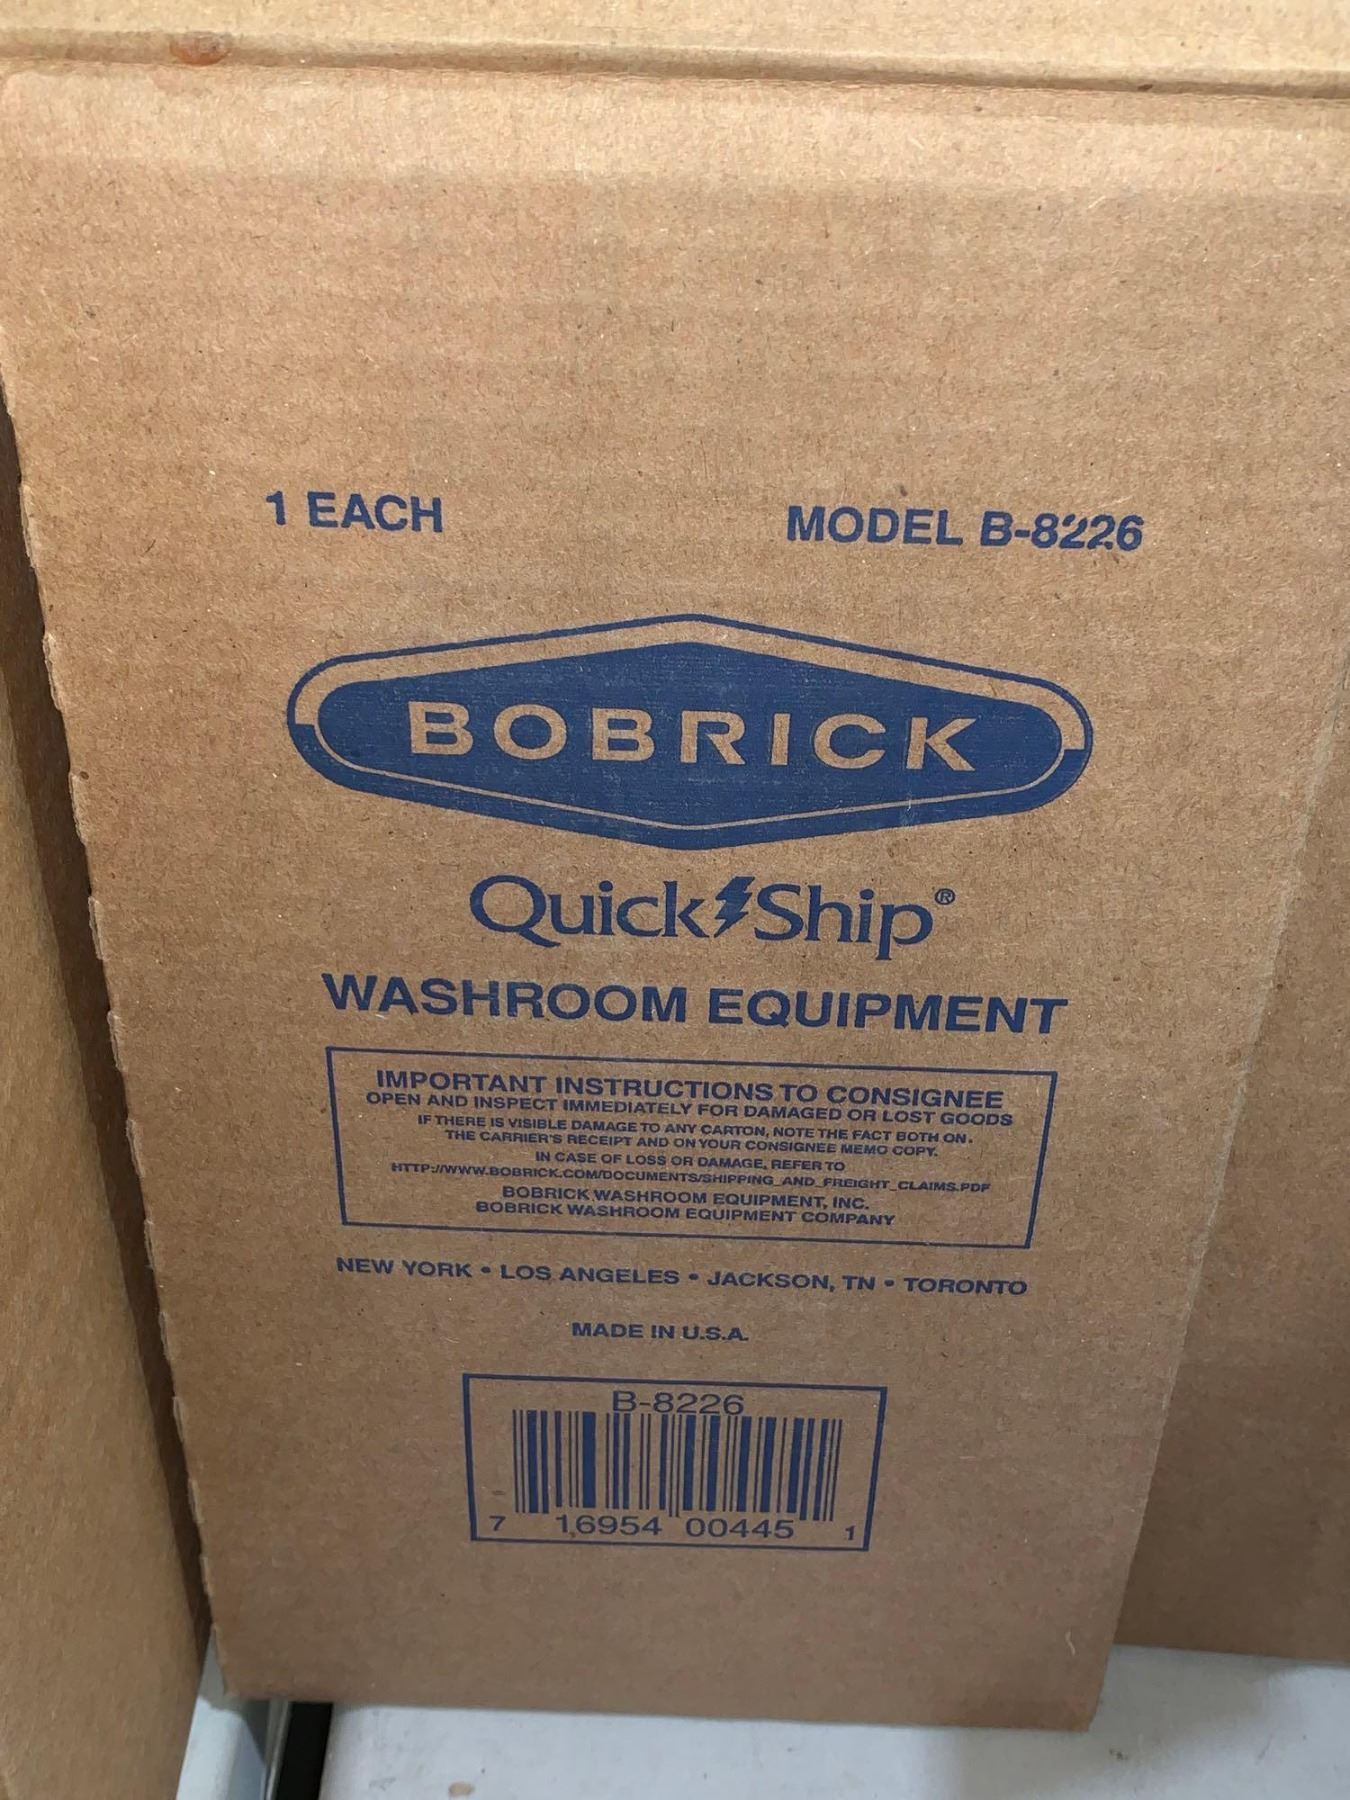 1 EACH MODEL B-8226
BOBRICK
Quick Ship®
WASHROOM EQUIPMENT
IMPORTANT INSTRUCTIONS TO CONSIGNEE
OPEN AND INSPECT IMMEDIATELY FOR DAMAGED OR LOST GOODS
IF THERE IS VISIBLE DAMAGE TO ANY CARTON, NOTE THE FACT BOTH ON.
THE CARRIER'S RECEIPT AND ON YOUR CONSIGNEE MEMO COPY.
IN CASE OF LOSS OR DAMAGE, REFER TO
HTTP://WWW.BOBRICK.COM/DOCUMENTS/SHIPPING_AND_FREIGHT_CLAIMS.PDF
BOBRICK WASHROOM EQUIPMENT, INC.
BOBRICK WASHROOM EQUIPMENT COMPANY
NEW YORK • LOS ANGELES • JACKSON, TN • TORONTO
MADE IN U.S.A.
B-8226
7 16954 00445 1